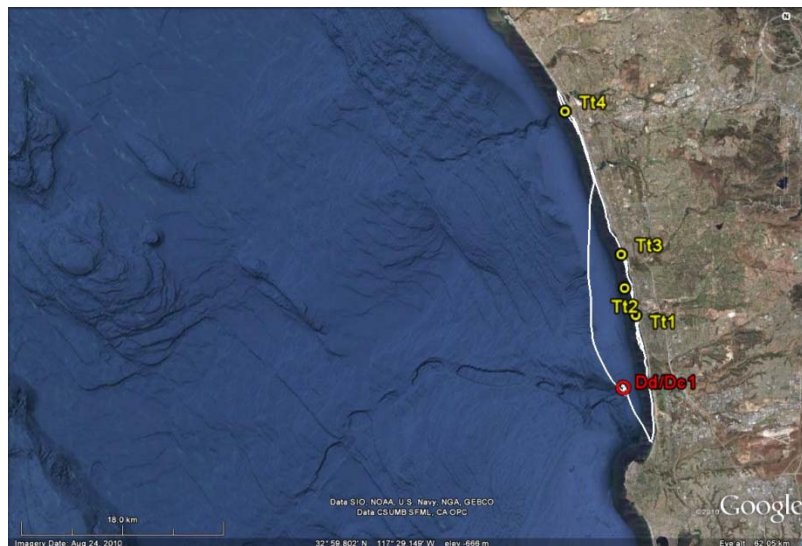 N
Tt4
Tt3
Tt2
Tt1
Dd/Dc1
Data SIO, NOAA, U.S. Navy, NGA, GEBCO
Data CSUMB SFML, CA OPC
©2010 Google
18.0 km
Imagery Date: Aug 24, 2010 32°59.802' N 117°29.149' W elev -666 m Eye alt 62.05 km